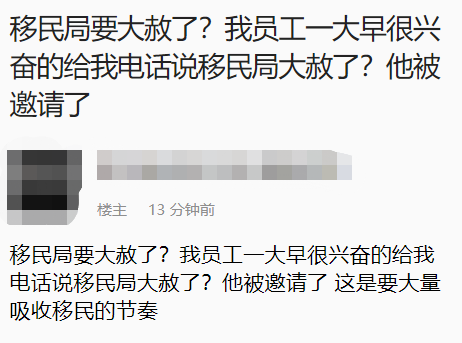 移民局要大赦了？我员工一大早很兴
奋的给我电话说移民局大赦了？他被
邀请了
楼主 13 分钟前
移民局要大赦了？我员工一大早很兴奋的给我
电话说移民局大赦了？他被邀请了 这是要大量
吸收移民的节奏